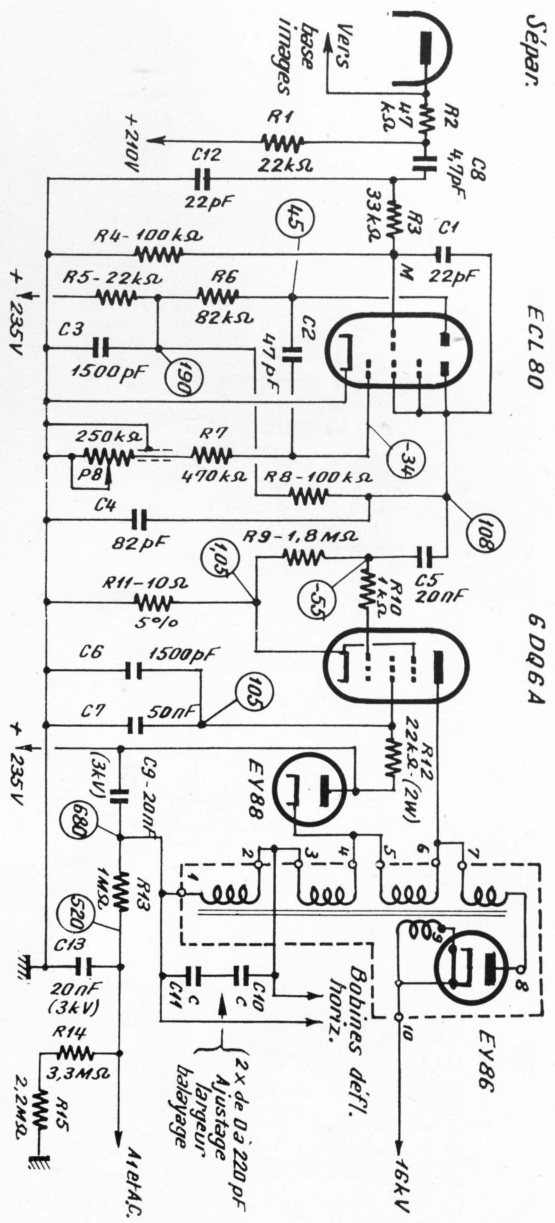 Sépar.
ECL 80
6DQ6A
Vers
base
images
R2
47
kΩ
C8
4,7pF
R1
22kΩ
+ 210V
C12
22pF
R3
33kΩ
C1
22pF
M
R4-100kΩ
45
R5-22kΩ
R6
82kΩ
+ 235V
C2
47pF
C3
1500pF
190
-34
250kΩ
P8
R7
470kΩ
R8-100kΩ
108
C4
82pF
R9-1,8MΩ
C5
20nF
1,05
-55
R10
1kΩ
R11-10Ω
5%
C6
1500pF
105
C7
50nF
R12
22kΩ-(2W)
+ 235V
C9-20nF
(3kV)
EY88
680
R13
1MΩ
520
1
2
3
4
5
6
7
8
9
10
C13
20nF
(3kV)
C11
C
C10
C
Bobines défl.
horiz.
EY86
R14
3,3MΩ
R15
2,2MΩ
2 x de 0 à 220 pF
Ajustage
largeur
balayage
A1 et A.C.
16kV